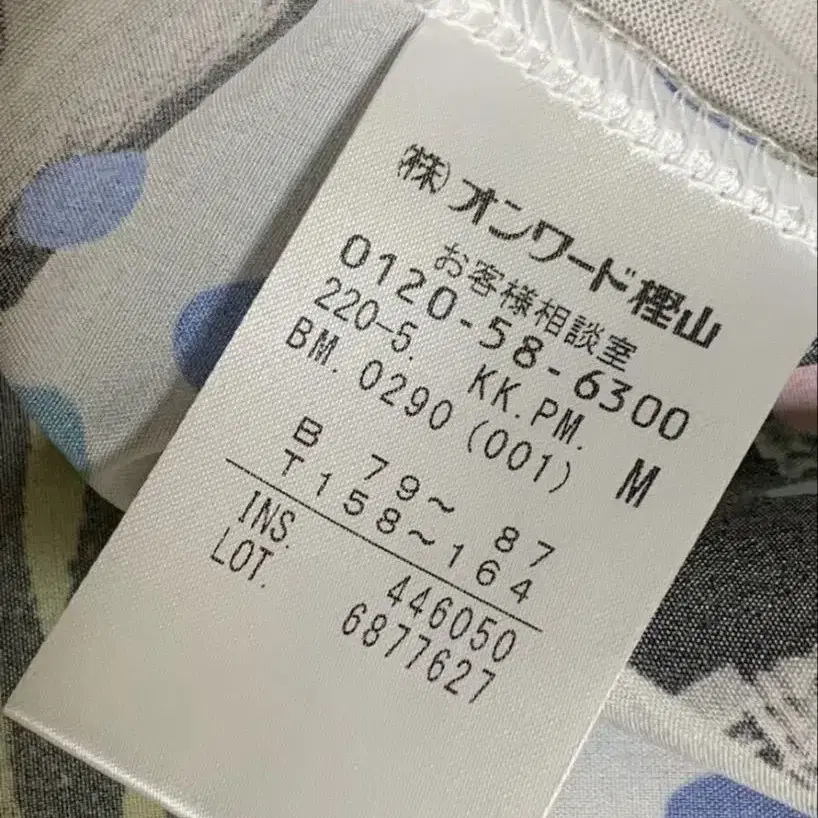 (株)オンワード樫山
お客様相談室
0120-58-6300
220-5. KK.PM.
BM.0290(001) M
B 79～ 87
T158～164
INS. 446050
LOT. 6877627